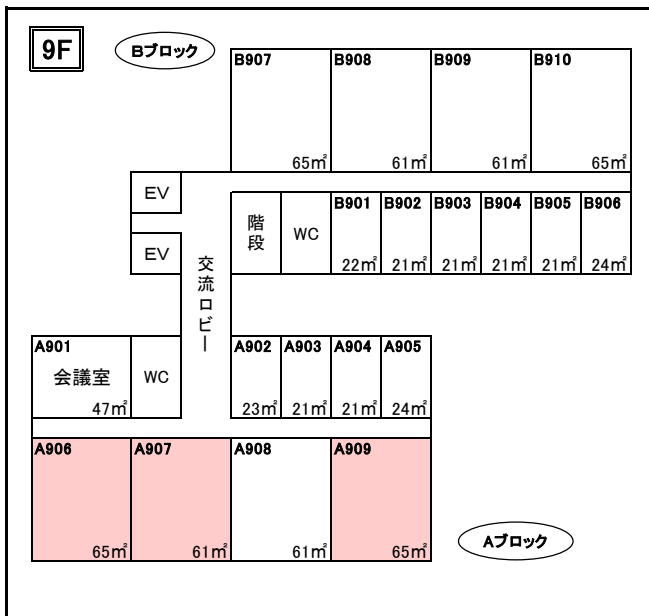 9F
Bブロック
B907
65㎡
B908
61㎡
B909
61㎡
B910
65㎡
EV
EV
階段
WC
B901
22㎡
B902
21㎡
B903
21㎡
B904
21㎡
B905
21㎡
B906
24㎡
交流ロビー
A901
会議室
47㎡
WC
A902
23㎡
A903
21㎡
A904
21㎡
A905
24㎡
A906
65㎡
A907
61㎡
A908
61㎡
A909
65㎡
Aブロック